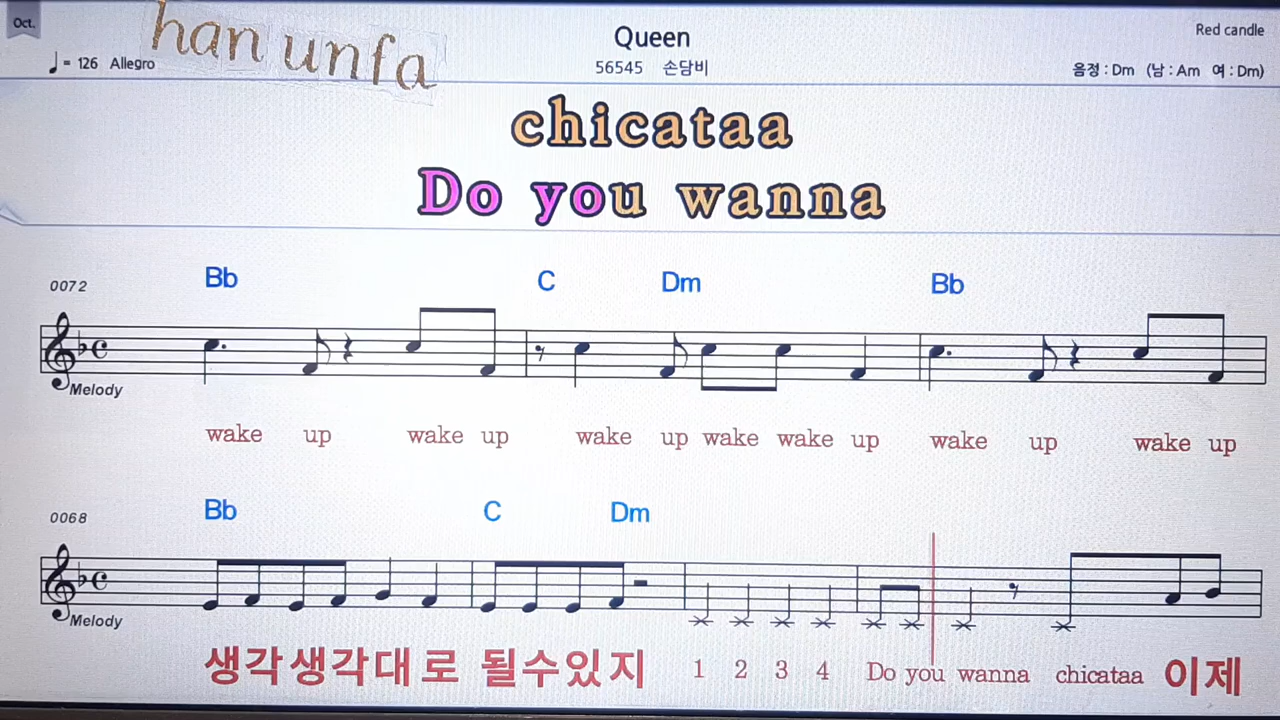 Oct.
han unfa
Queen
Red candle
= 126 Allegro
56545 손담비
음정 : Dm (남 : Am 여 : Dm)
chicataa
Do you wanna
0072
Bb C Dm Bb
Melody
wake up wake up wake up wake wake up wake up wake up
0068
Bb C Dm
Melody
생각생각대로 될수있지 1 2 3 4 Do you wanna chicataa 이제